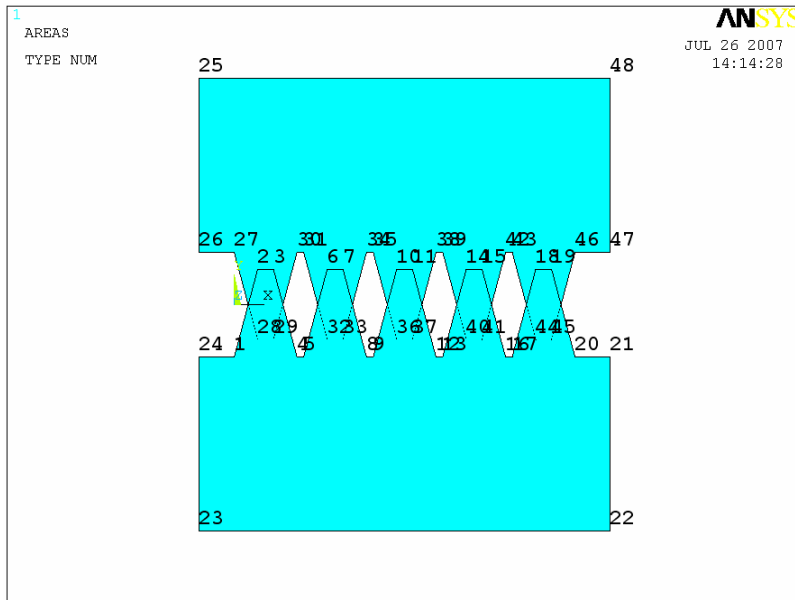 1
AREAS
TYPE NUM
ANSYS
JUL 26 2007
14:14:28
25 48
26 27 30 31 34 35 38 39 42 43 46 47
2 3 6 7 10 11 14 15 18 19
Z X
28 29 32 33 36 37 40 41 44 45
24 1 4 5 8 9 12 13 16 17 20 21
23 22